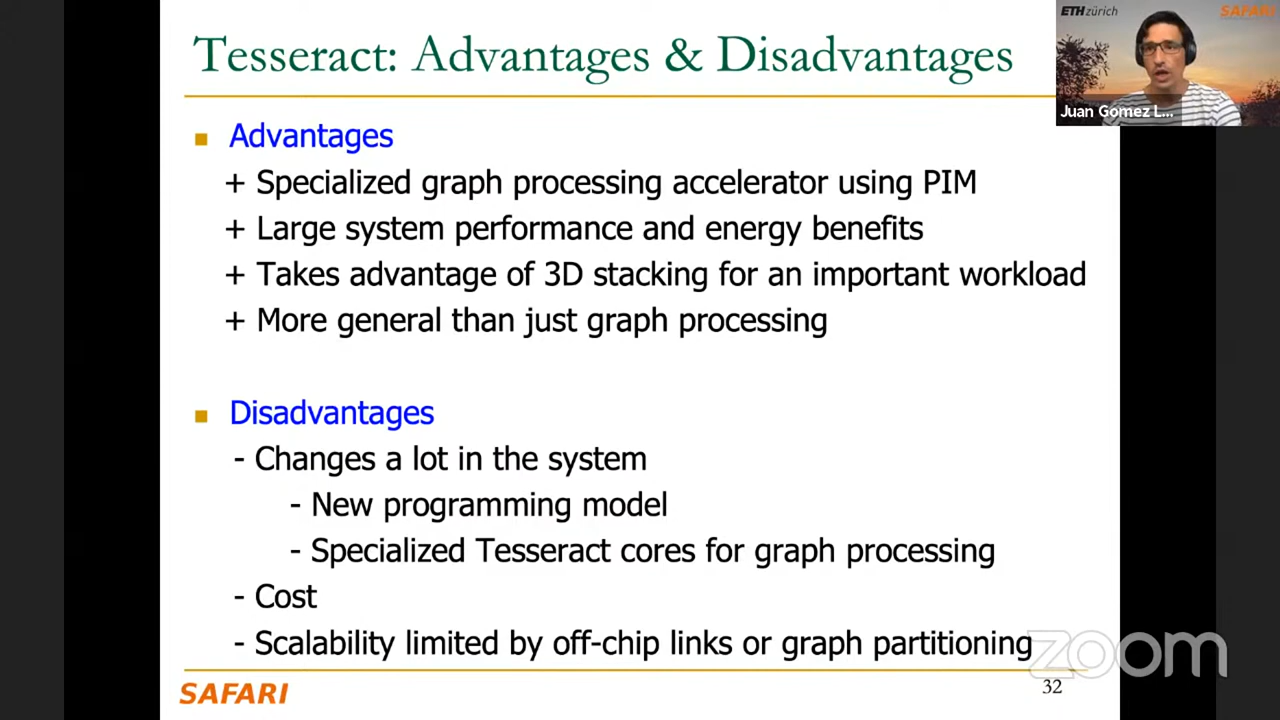 Tesseract: Advantages & Disadvantages
ETH zürich
SAFARI
Juan Gomez L...
■ Advantages
+ Specialized graph processing accelerator using PIM
+ Large system performance and energy benefits
+ Takes advantage of 3D stacking for an important workload
+ More general than just graph processing
■ Disadvantages
- Changes a lot in the system
- New programming model
- Specialized Tesseract cores for graph processing
- Cost
- Scalability limited by off-chip links or graph partitioning
zoom
SAFARI
32